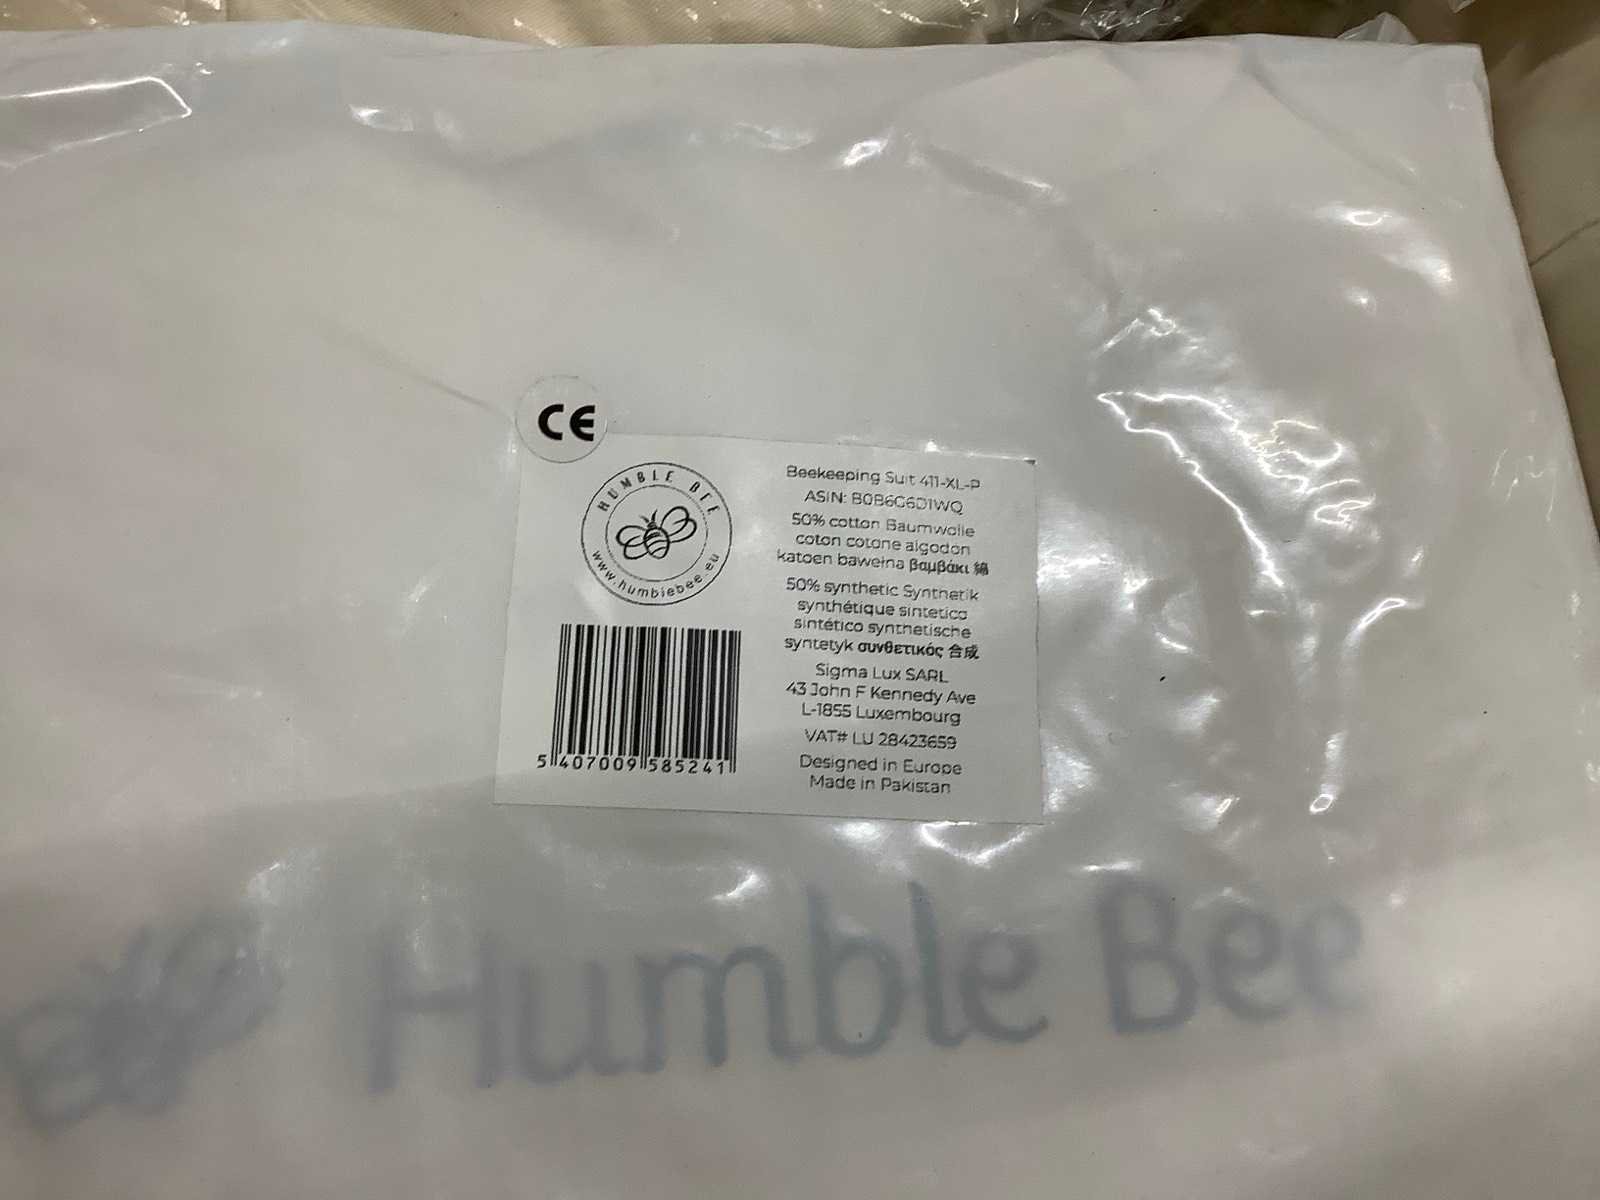 CE
HUMBLE BEE
www.humblebee.eu
5 407009 585241
Beekeeping Suit 411-XL-P
ASIN: B0B6G6D1WQ
50% cotton Baumwolle
coton cotone algodón
katoen bawełna βαμβάκι 綿
50% synthetic Synthetik
synthétique sintetico
sintético synthetische
syntetyk συνθετικός 合成
Sigma Lux SARL
43 John F Kennedy Ave
L-1855 Luxembourg
VAT# LU 28423659
Designed in Europe
Made in Pakistan
Humble Bee